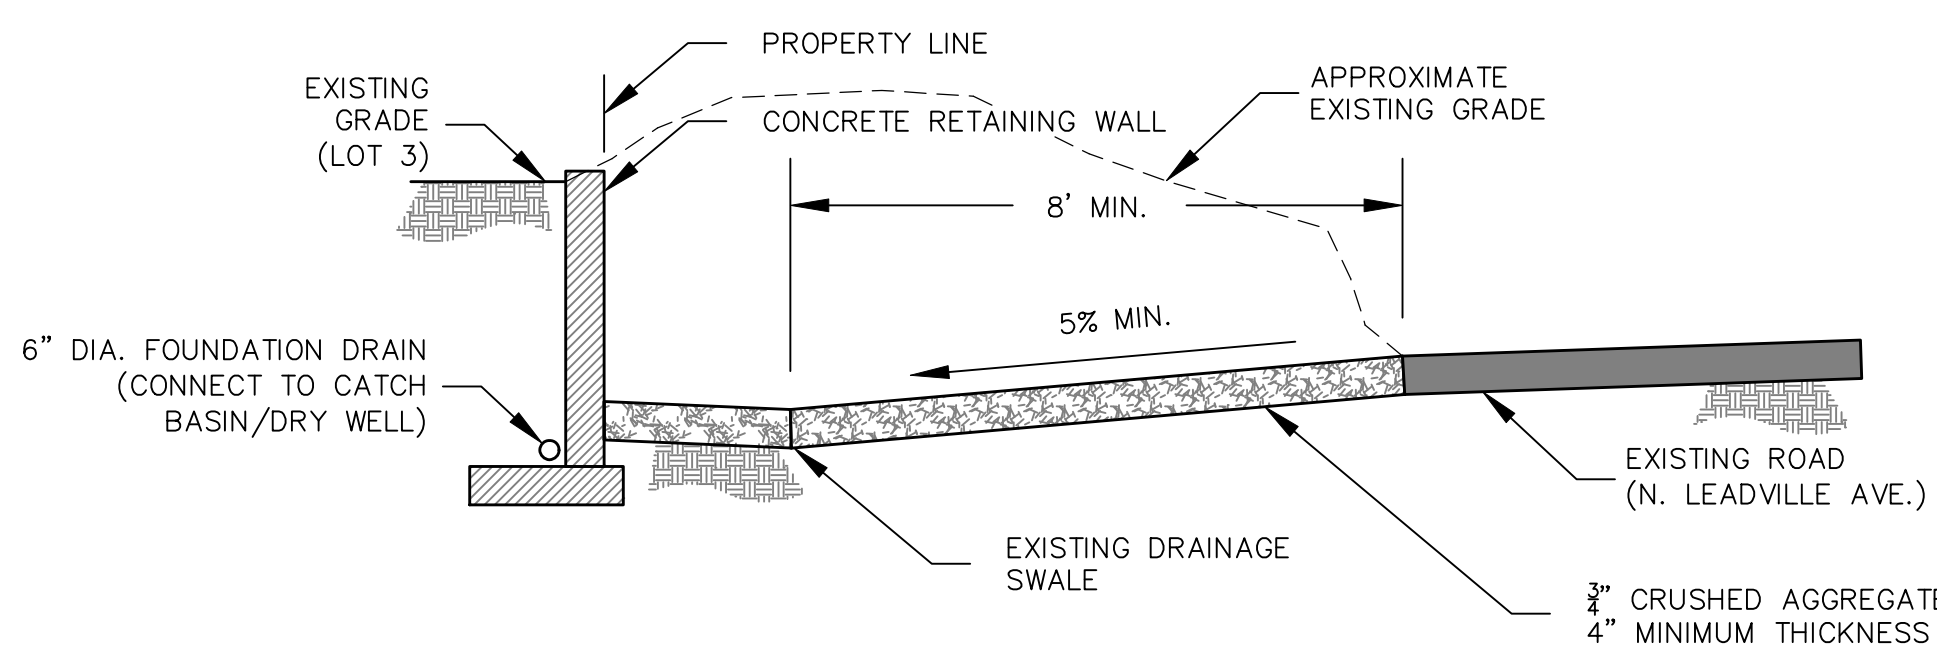 PROPERTY LINE
EXISTING
GRADE
(LOT 3)
CONCRETE RETAINING WALL
APPROXIMATE
EXISTING GRADE
8' MIN.
5% MIN.
6" DIA. FOUNDATION DRAIN
(CONNECT TO CATCH
BASIN/DRY WELL)
EXISTING ROAD
(N. LEADVILLE AVE.)
EXISTING DRAINAGE
SWALE
3/4" CRUSHED AGGREGATE
4" MINIMUM THICKNESS